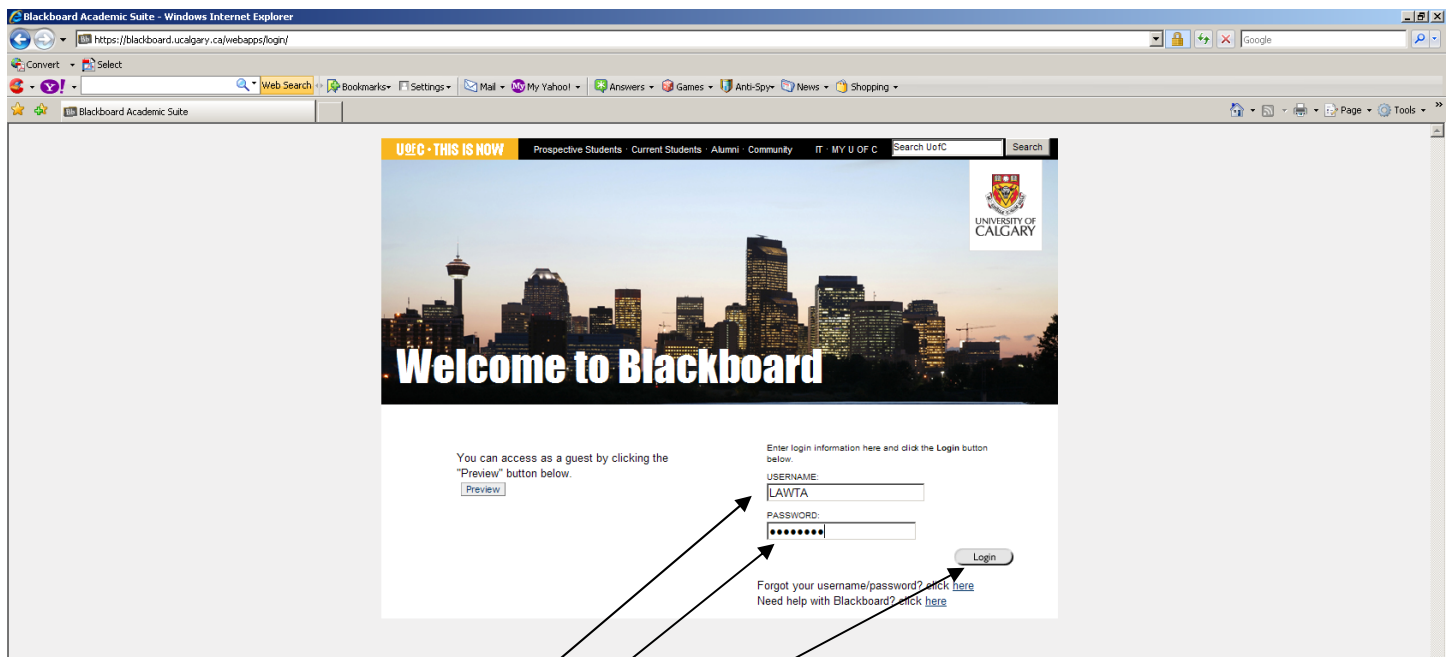 Blackboard Academic Suite - Windows Internet Explorer
https://blackboard.ucalgary.ca/webapps/login/
Google
Convert Select
Y! Web Search Bookmarks Settings Mail My Yahoo! Answers Games Anti-Spy News Shopping
Blackboard Academic Suite Page Tools »
U OF C · THIS IS NOW Prospective Students · Current Students · Alumni · Community IT · MY U OF C Search UofC Search
UNIVERSITY OF
CALGARY
Welcome to Blackboard
You can access as a guest by clicking the
"Preview" button below.
Preview
Enter login information here and click the Login button
below.
USERNAME:
LAWTA
PASSWORD:
••••••••
Login
Forgot your username/password? click here
Need help with Blackboard? click here